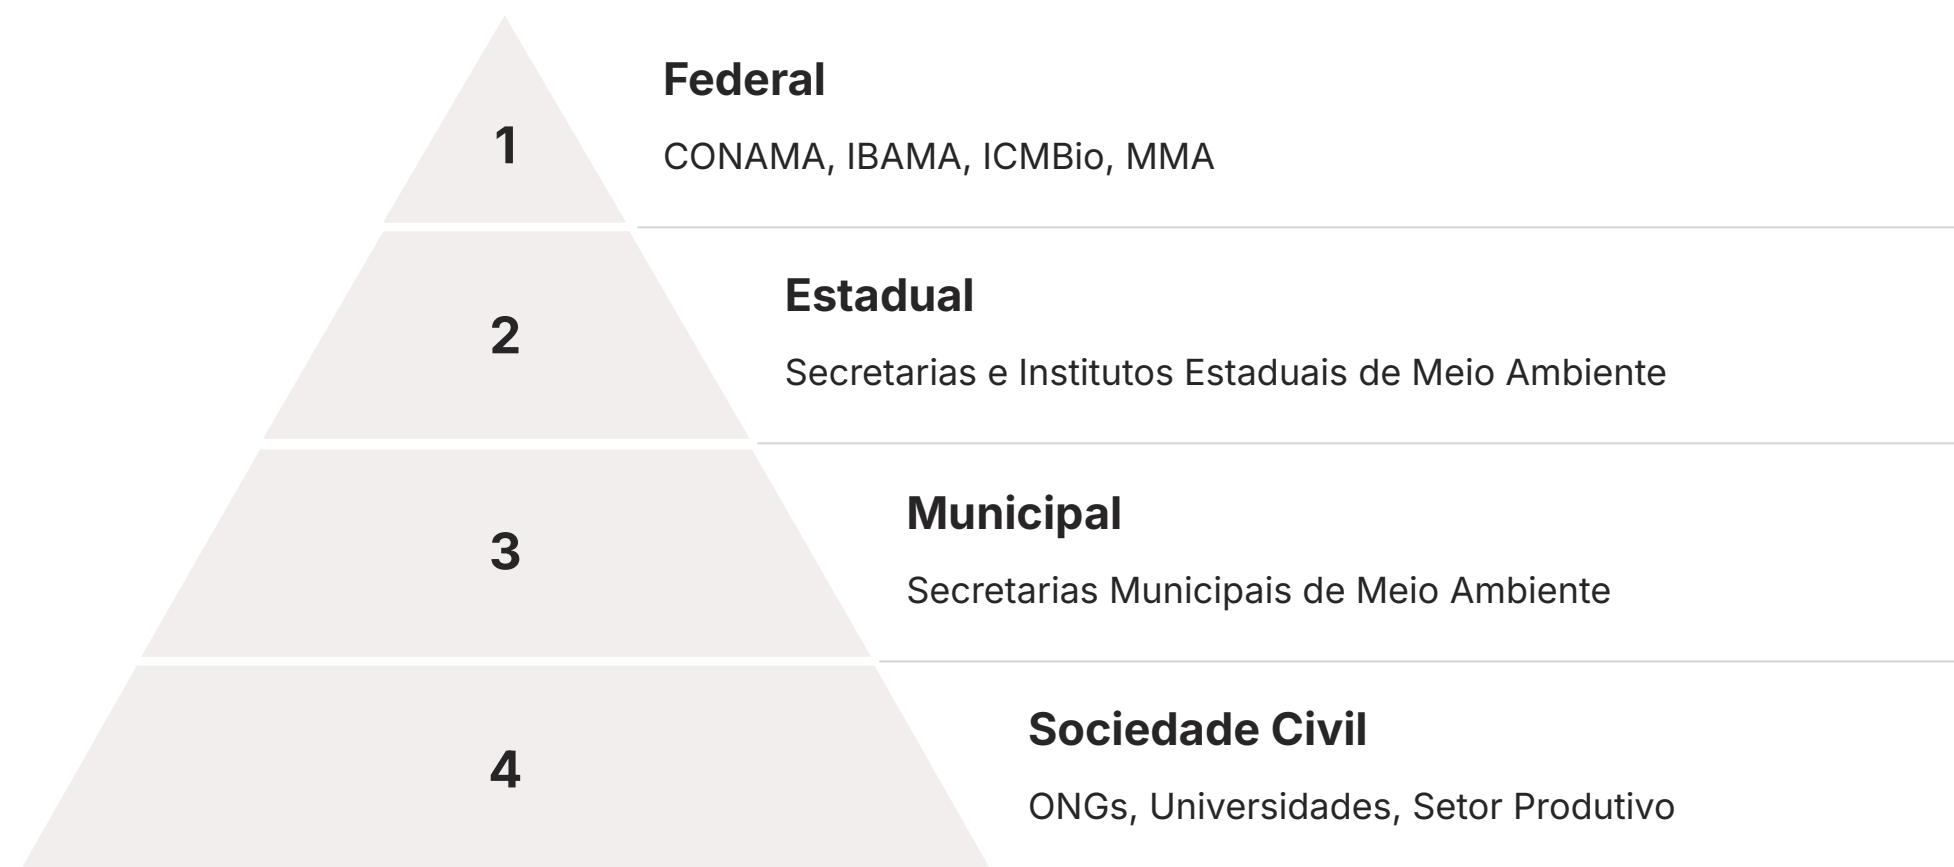 1
Federal
CONAMA, IBAMA, ICMBio, MMA
2
Estadual
Secretarias e Institutos Estaduais de Meio Ambiente
3
Municipal
Secretarias Municipais de Meio Ambiente
4
Sociedade Civil
ONGs, Universidades, Setor Produtivo